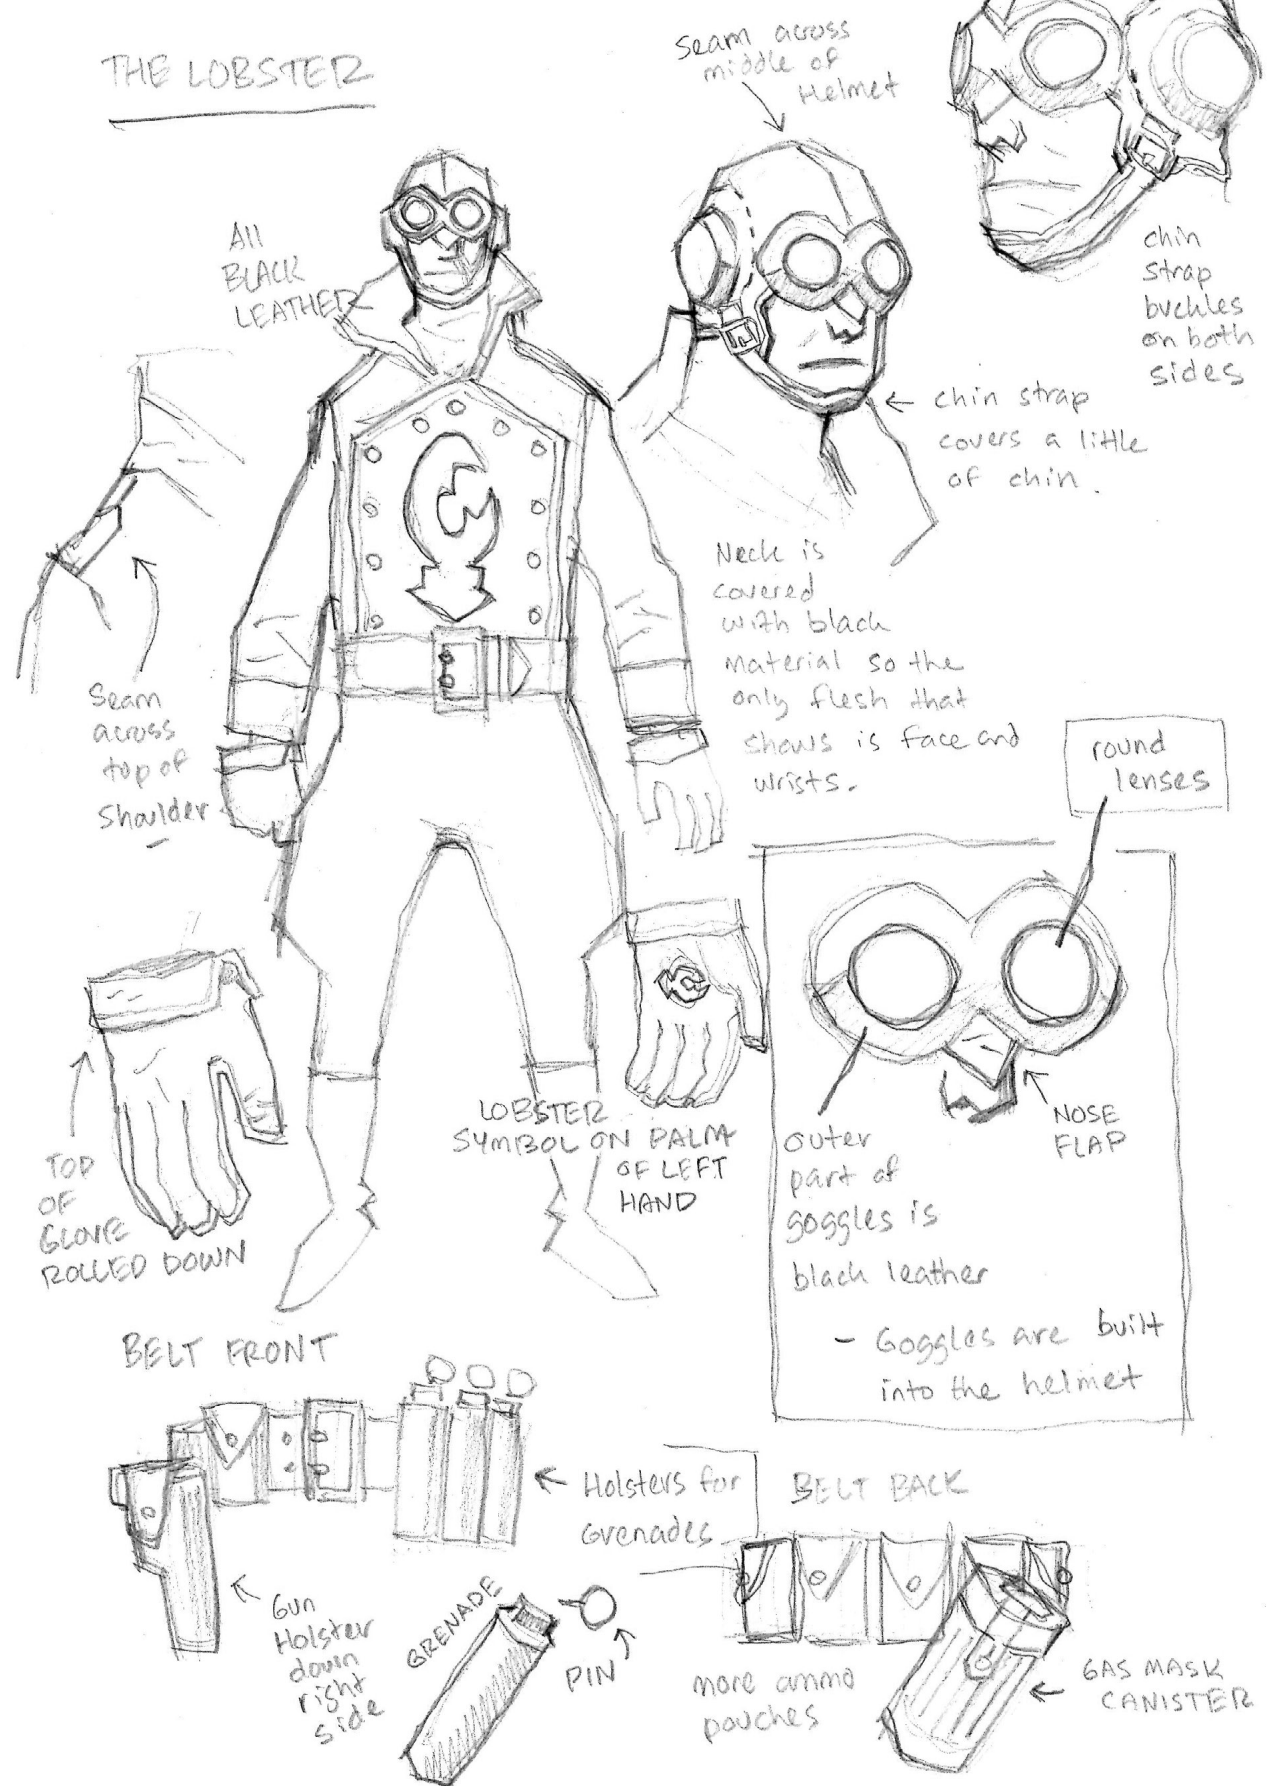 THE LOBSTER
Seam across
middle of
Helmet
All
BLACK
LEATHER
chin
strap
buckles
on both
sides
chin strap
covers a little
of chin.
Neck is
covered
with black
material so the
only flesh that
shows is face and
wrists.
Seam
across
top of
Shoulder
round
lenses
NOSE
FLAP
outer
part of
goggles is
black leather
- Goggles are built
into the helmet
LOBSTER
SYMBOL ON PALM
OF LEFT
HAND
TOP
OF
GLOVE
ROLLED DOWN
BELT FRONT
Holsters for
Grenades
Gun
Holster
down
right
side
GRENADE
PIN
BELT BACK
more ammo
pouches
GAS MASK
CANISTER